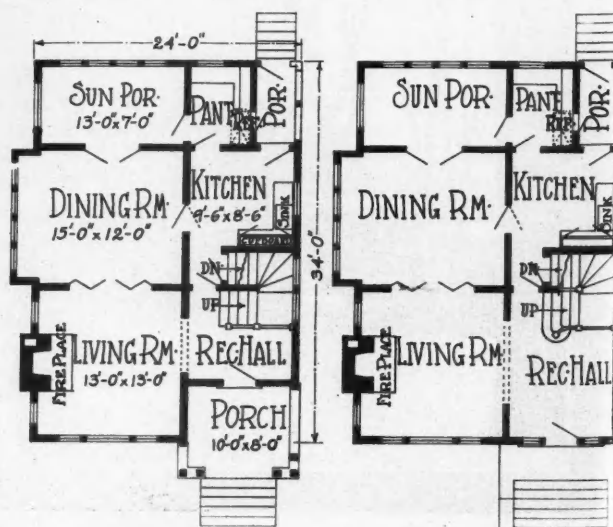 24'-0"
SUN POR.
13'-0"x7'-0"
PANT.
REF.
POR.
DINING RM.
15'-0"x12'-0"
KITCHEN
9'-6"x8'-6"
SINK
CUPBOARD
34'-0"
DN
UP
FIRE PLACE
LIVING RM.
13'-0"x13'-0"
REC. HALL
PORCH
10'-0"x8'-0"
SUN POR.
PANT.
REF.
POR.
DINING RM.
KITCHEN
SINK
DN
UP
FIRE PLACE
LIVING RM.
REC. HALL